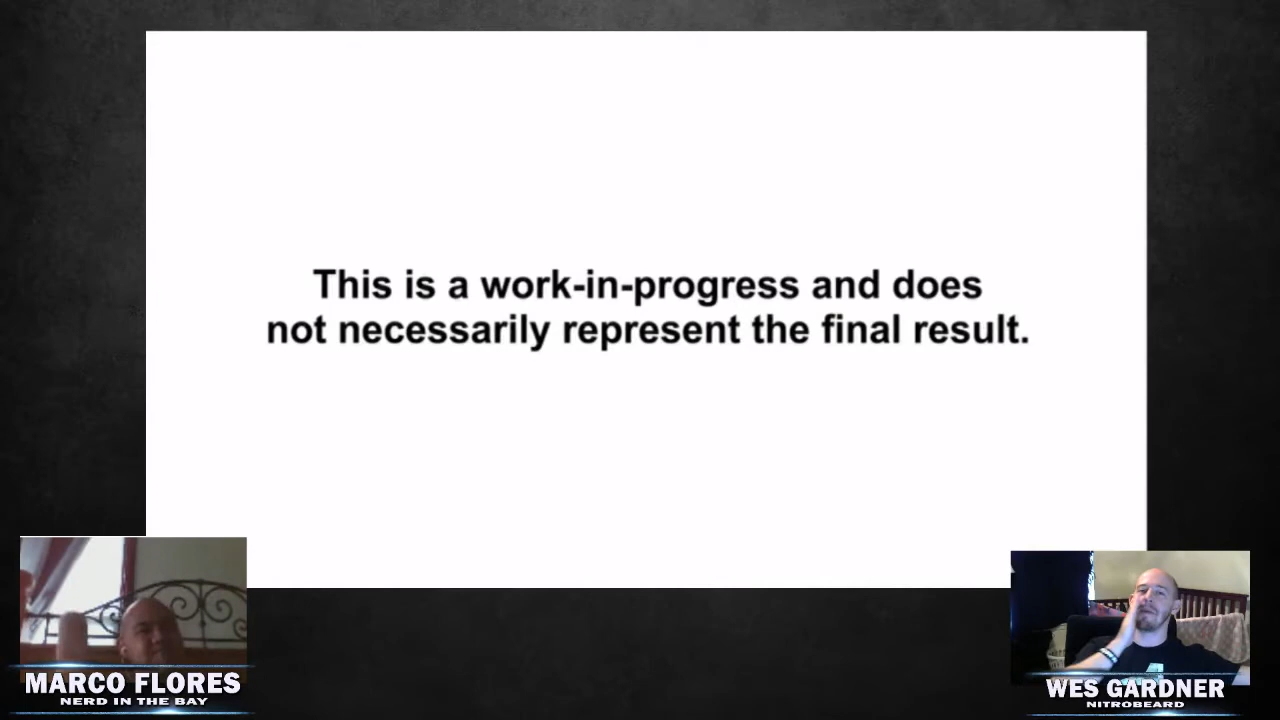 This is a work-in-progress and does
not necessarily represent the final result.
MARCO FLORES
NERD IN THE BAY
WES GARDNER
NITROBEARD